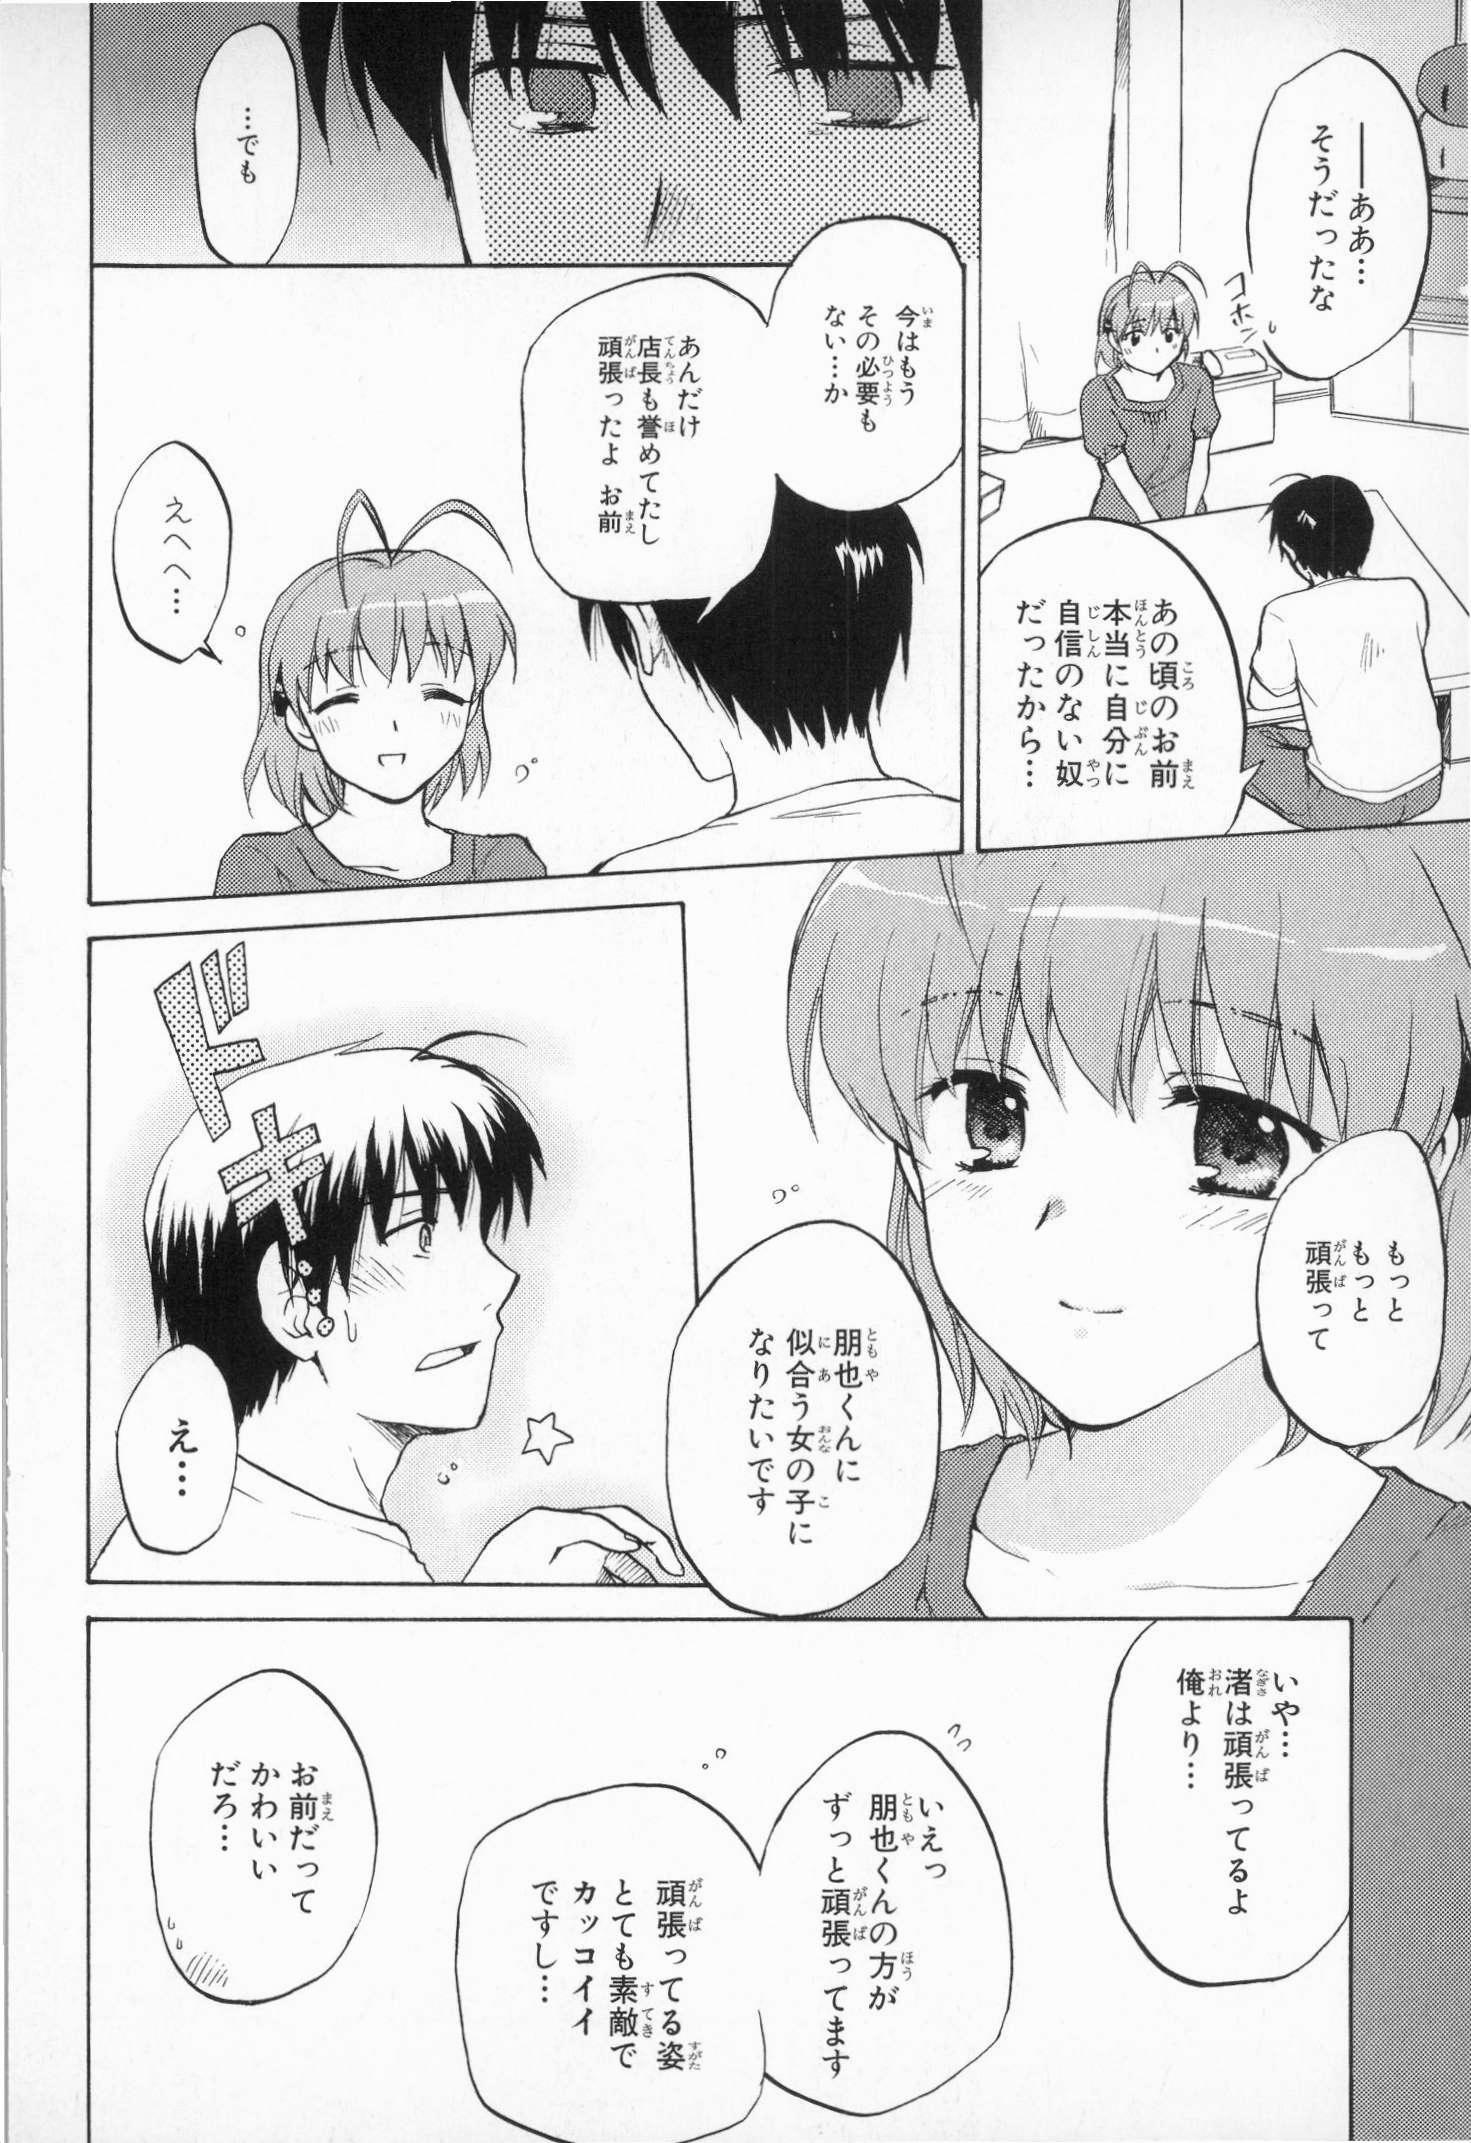 ――ああ…
そうだったな
コホン
あの頃のお前
本当に自分に
自信のない奴
だったから…
…でも
今はもう
その必要も
ない…か
あんだけ
店長も誉めてたし
頑張ったよ お前
えへへ…
もっと
もっと
頑張って
朋也くんに
似合う女の子に
なりたいです
ドキ
え…
いや…
渚は頑張ってるよ
俺より…
いえっ
朋也くんの方が
ずっと頑張ってます
頑張ってる姿
とても素敵で
カッコイイ
ですし…
お前だって
かわいい
だろ…